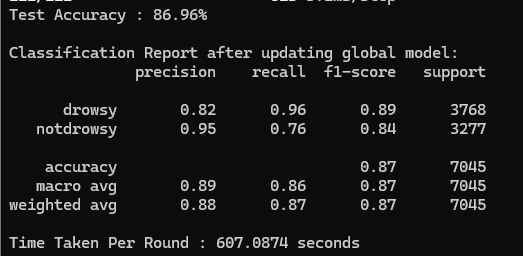 Test Accuracy : 86.96%
Classification Report after updating global model:
precision recall f1-score support
drowsy 0.82 0.96 0.89 3768
notdrowsy 0.95 0.76 0.84 3277
accuracy 0.87 7045
macro avg 0.89 0.86 0.87 7045
weighted avg 0.88 0.87 0.87 7045
Time Taken Per Round : 607.0874 seconds